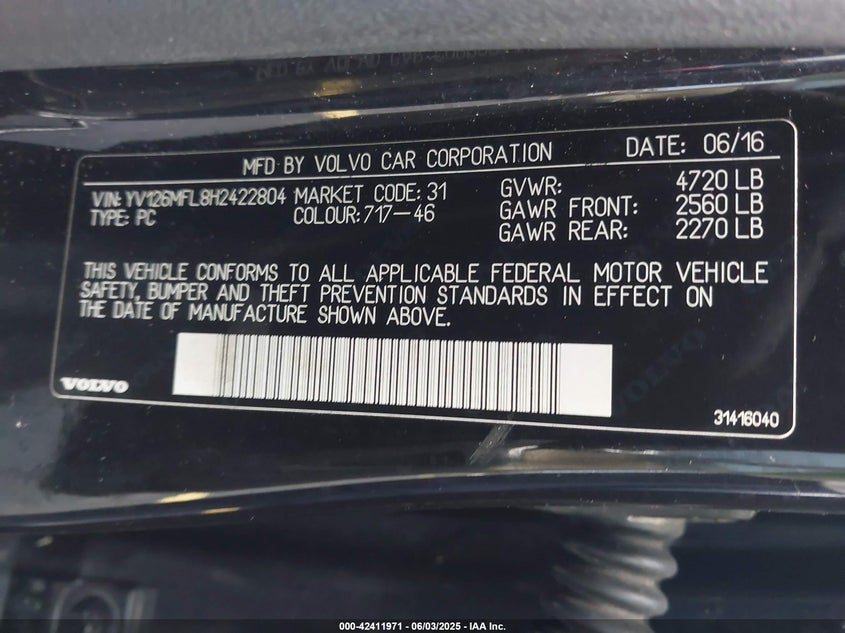 MFD BY VOLVO CAR CORPORATION DATE: 06/16
VIN: YV126MFL8H2422804 MARKET CODE: 31 GVWR: 4720 LB
TYPE: PC COLOUR: 717-46 GAWR FRONT: 2560 LB
GAWR REAR: 2270 LB
THIS VEHICLE CONFORMS TO ALL APPLICABLE FEDERAL MOTOR VEHICLE
SAFETY, BUMPER AND THEFT PREVENTION STANDARDS IN EFFECT ON
THE DATE OF MANUFACTURE SHOWN ABOVE.
VOLVO
31416040
000-42411971 - 06/03/2025 - IAA Inc.